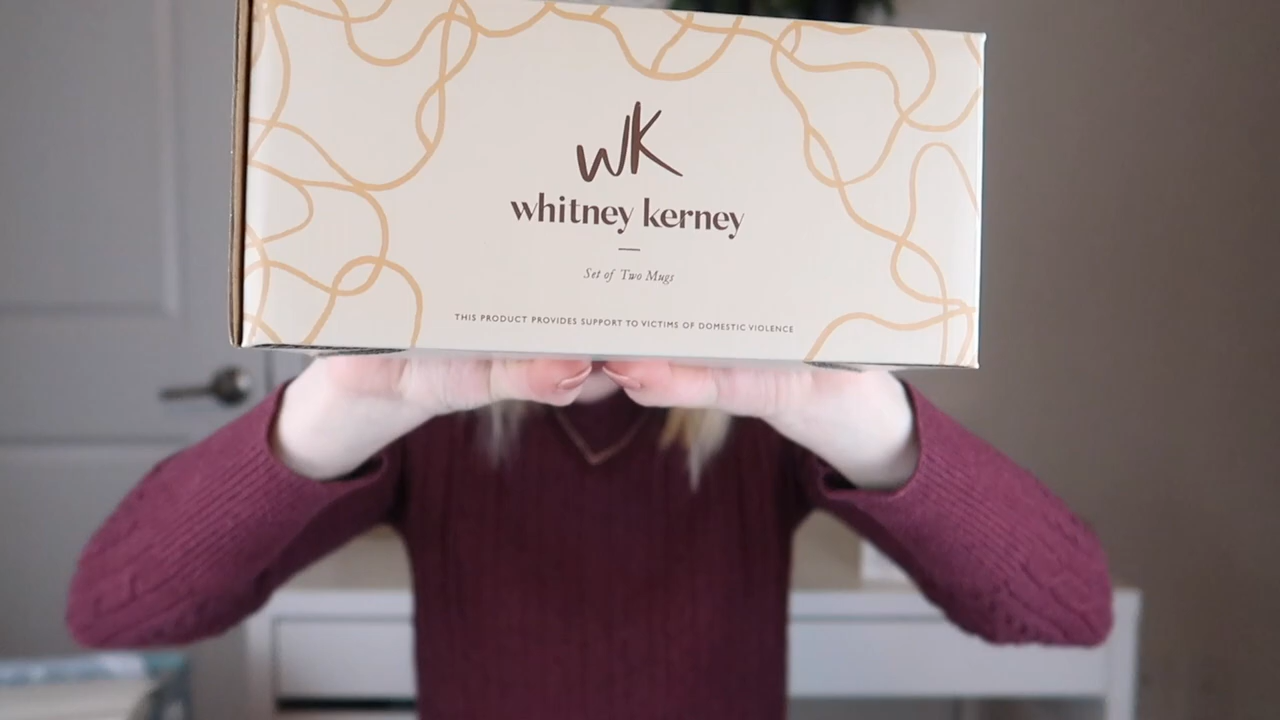 WK
whitney kerney
Set of Two Mugs
THIS PRODUCT PROVIDES SUPPORT TO VICTIMS OF DOMESTIC VIOLENCE